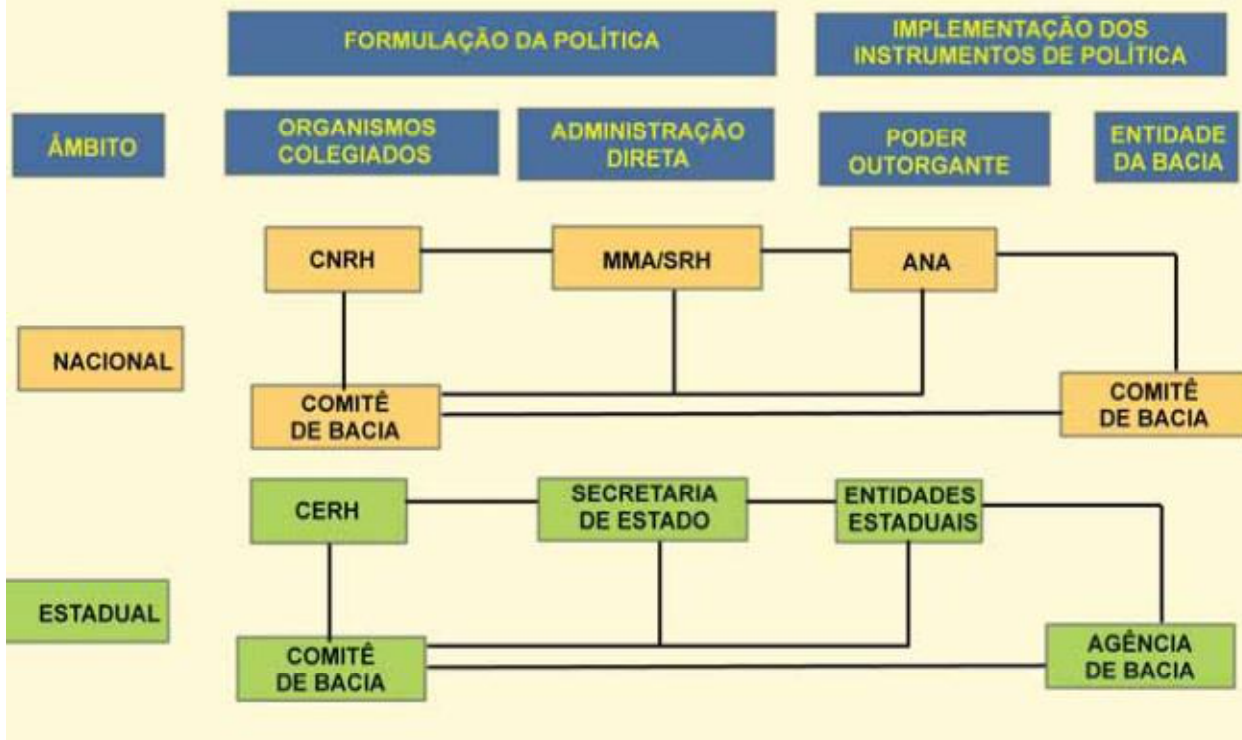 FORMULAÇÃO DA POLÍTICA
IMPLEMENTAÇÃO DOS
INSTRUMENTOS DE POLÍTICA
ÂMBITO
ORGANISMOS
COLEGIADOS
ADMINISTRAÇÃO
DIRETA
PODER
OUTORGANTE
ENTIDADE
DA BACIA
NACIONAL
CNRH
MMA/SRH
ANA
COMITÊ
DE BACIA
COMITÊ
DE BACIA
ESTADUAL
CERH
SECRETARIA
DE ESTADO
ENTIDADES
ESTADUAIS
COMITÊ
DE BACIA
AGÊNCIA
DE BACIA